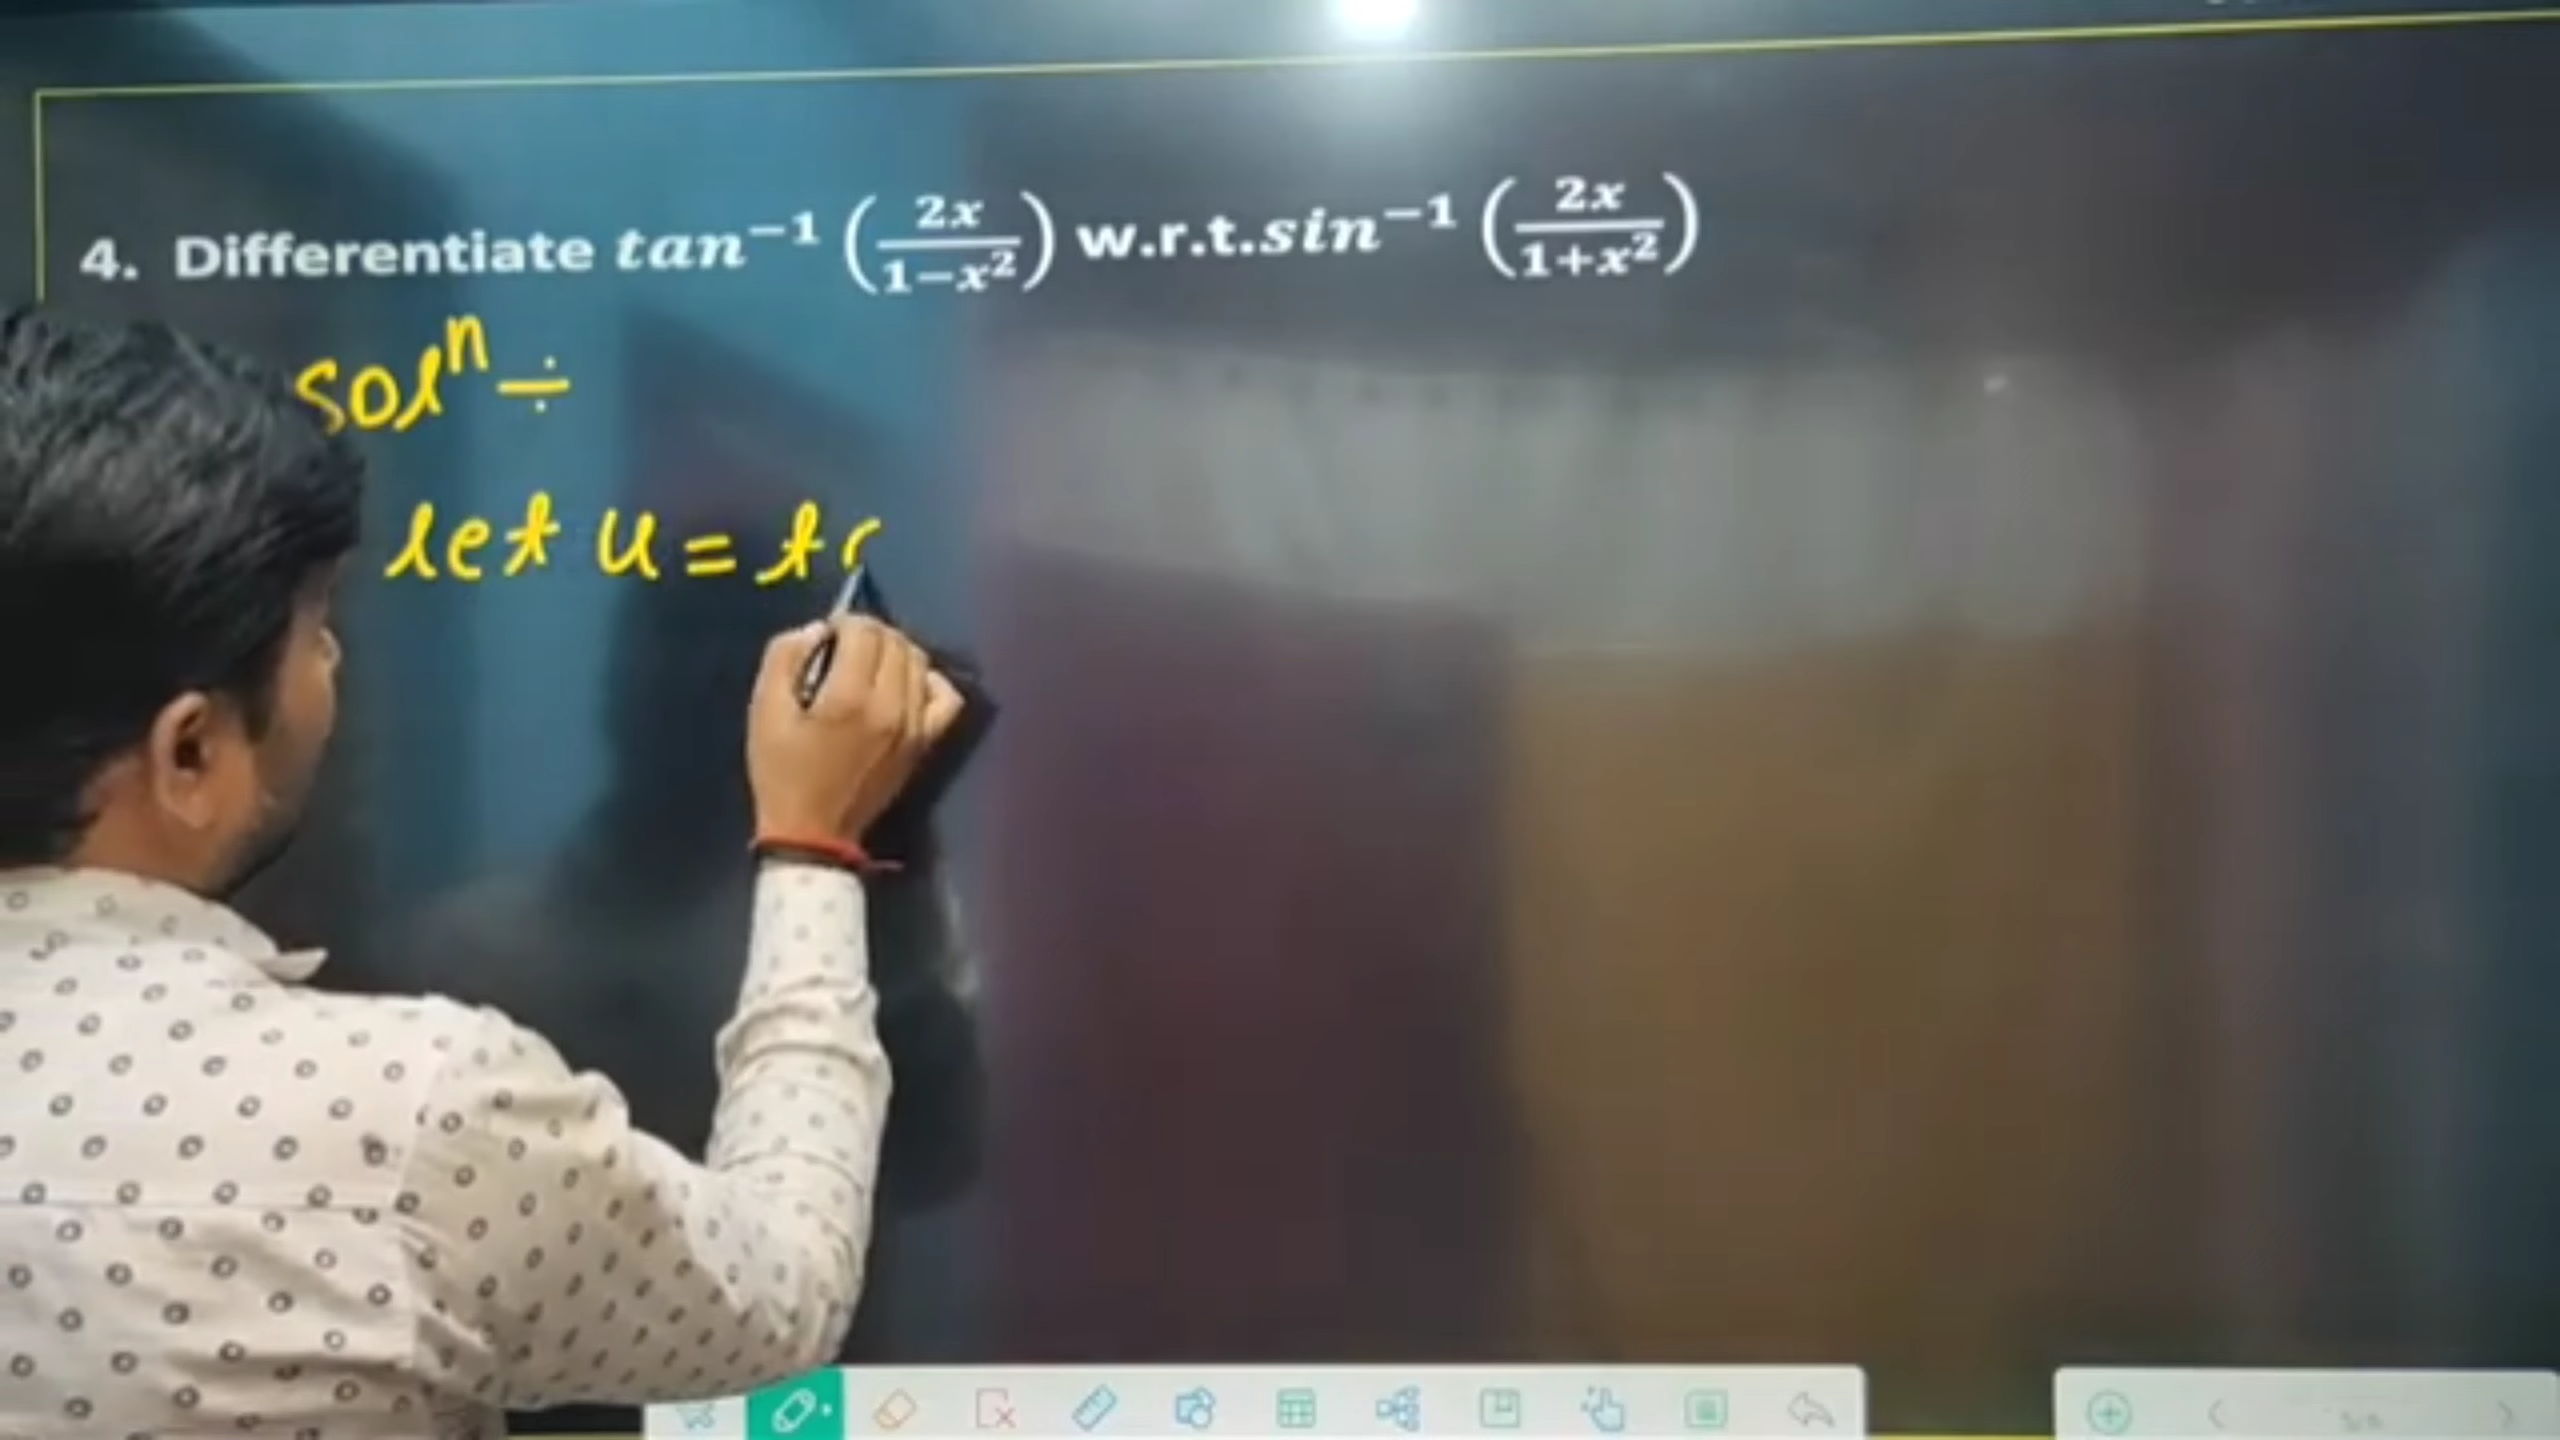 4. Differentiate tan⁻¹ (2x/1−x²) w.r.t.sin⁻¹ (2x/1+x²)
solⁿ ÷
let u = t